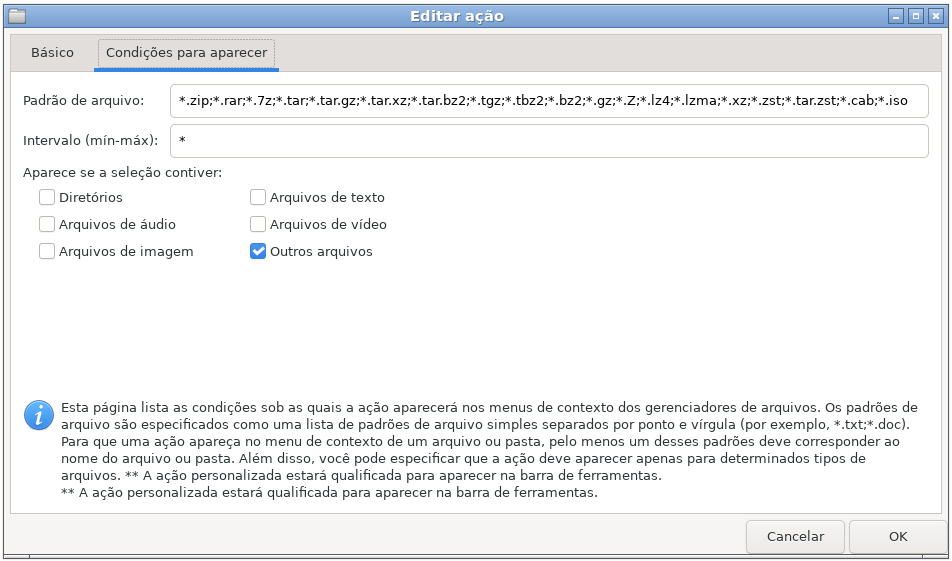 Editar ação
Básico
Condições para aparecer
Padrão de arquivo:
*.zip;*.rar;*.7z;*.tar;*.tar.gz;*.tar.xz;*.tar.bz2;*.tgz;*.tbz2;*.bz2;*.gz;*.Z;*.lz4;*.lzma;*.xz;*.zst;*.tar.zst;*.cab;*.iso
Intervalo (mín-máx):
*
Aparece se a seleção contiver:
Diretórios
Arquivos de texto
Arquivos de áudio
Arquivos de vídeo
Arquivos de imagem
Outros arquivos
Esta página lista as condições sob as quais a ação aparecerá nos menus de contexto dos gerenciadores de arquivos. Os padrões de
arquivo são especificados como uma lista de padrões de arquivo simples separados por ponto e vírgula (por exemplo, *.txt;*.doc).
Para que uma ação apareça no menu de contexto de um arquivo ou pasta, pelo menos um desses padrões deve corresponder ao
nome do arquivo ou pasta. Além disso, você pode especificar que a ação deve aparecer apenas para determinados tipos de
arquivos. ** A ação personalizada estará qualificada para aparecer na barra de ferramentas.
** A ação personalizada estará qualificada para aparecer na barra de ferramentas.
Cancelar
OK